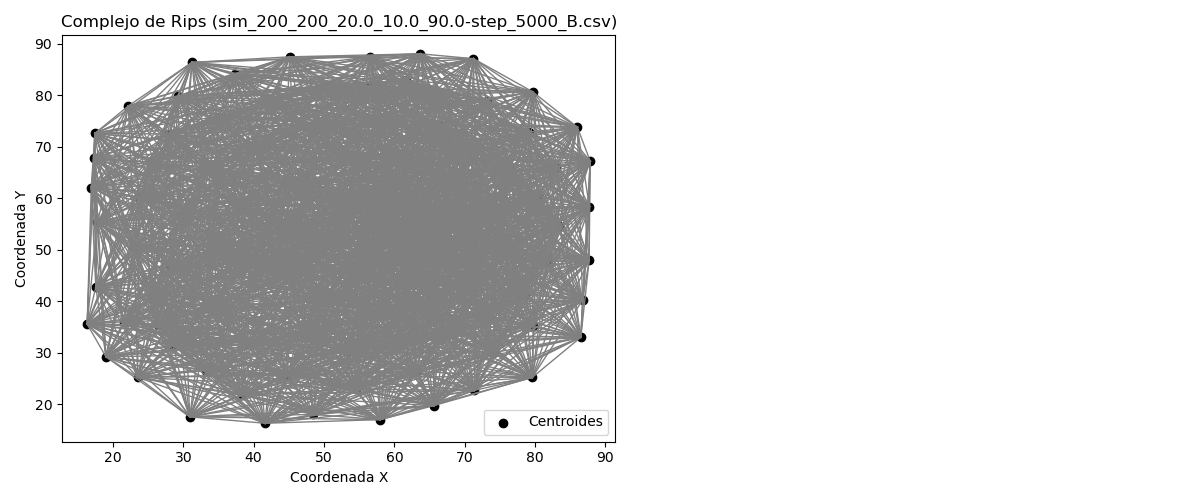 Complejo de Rips (sim_200_200_20.0_10.0_90.0-step_5000_B.csv)
90
80
70
60
50
40
30
20
Coordenada Y
Centroides
20 30 40 50 60 70 80 90
Coordenada X